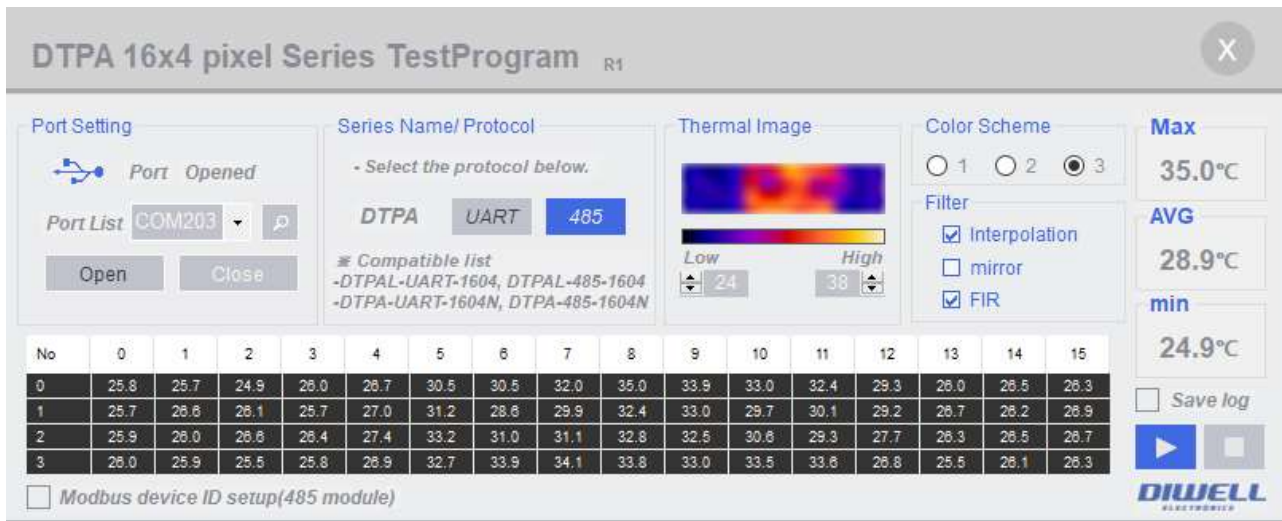 DTPA 16x4 pixel Series TestProgram R1
X
Port Setting
Port Opened
Port List COM203
Open Close
Series Name/ Protocol
- Select the protocol below.
DTPA UART 485
※ Compatible list
-DTPAL-UART-1604, DTPAL-485-1604
-DTPA-UART-1604N, DTPA-485-1604N
Thermal Image
Low High
24 38
Color Scheme
1 2 3
Filter
Interpolation
mirror
FIR
Max
35.0℃
AVG
28.9℃
min
24.9℃
Save log
No 0 1 2 3 4 5 6 7 8 9 10 11 12 13 14 15
0 25.8 25.7 24.9 26.0 26.7 30.5 30.5 32.0 35.0 33.9 33.0 32.4 29.3 26.0 26.5 26.3
1 25.7 26.6 26.1 25.7 27.0 31.2 28.6 29.9 32.4 33.0 29.7 30.1 29.2 26.7 26.2 26.9
2 25.9 26.0 26.6 26.4 27.4 33.2 31.0 31.1 32.8 32.5 30.6 29.3 27.7 26.3 26.5 26.7
3 26.0 25.9 25.5 25.8 26.9 32.7 33.9 34.1 33.8 33.0 33.5 33.6 26.8 25.5 26.1 26.3
Modbus device ID setup(485 module)
DIWELL
ELECTRONICS